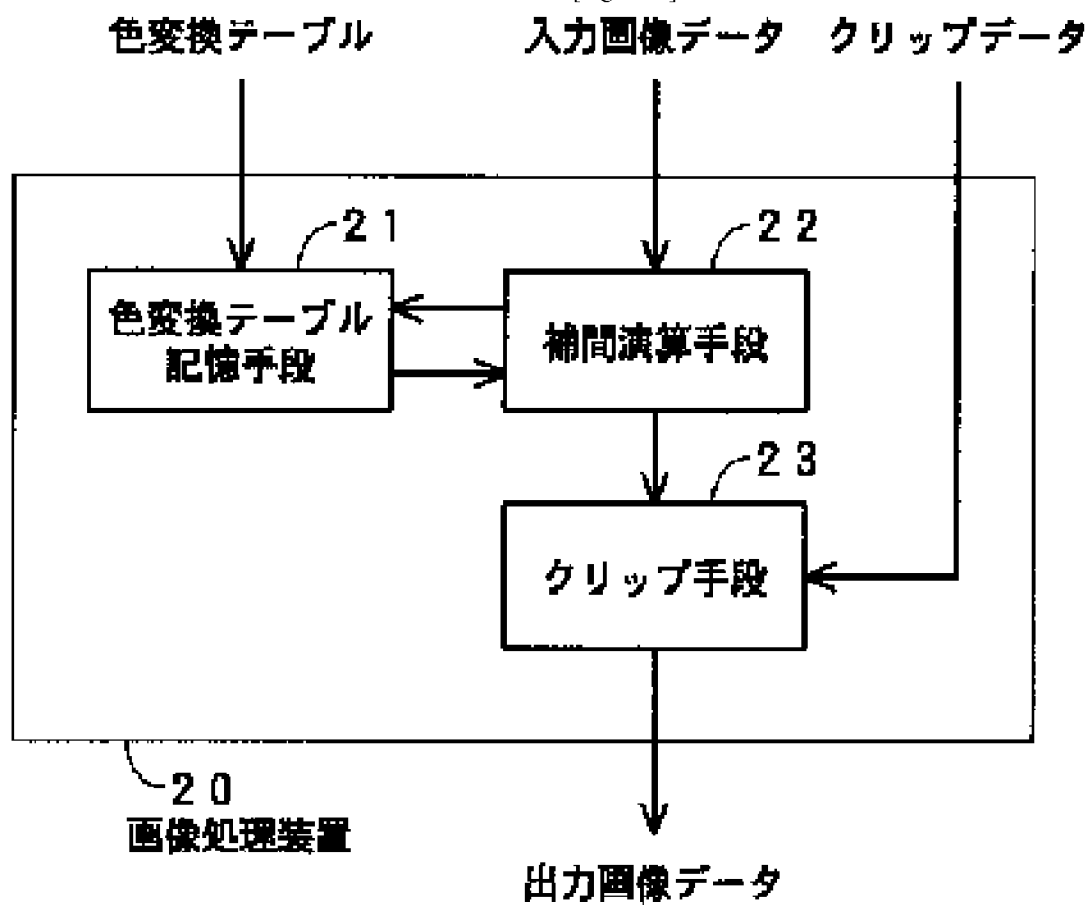 色変換テーブル
入力画像データ
クリップデータ
21
22
色変換テーブル
記憶手段
補間演算手段
23
クリップ手段
20
画像処理装置
出力画像データ